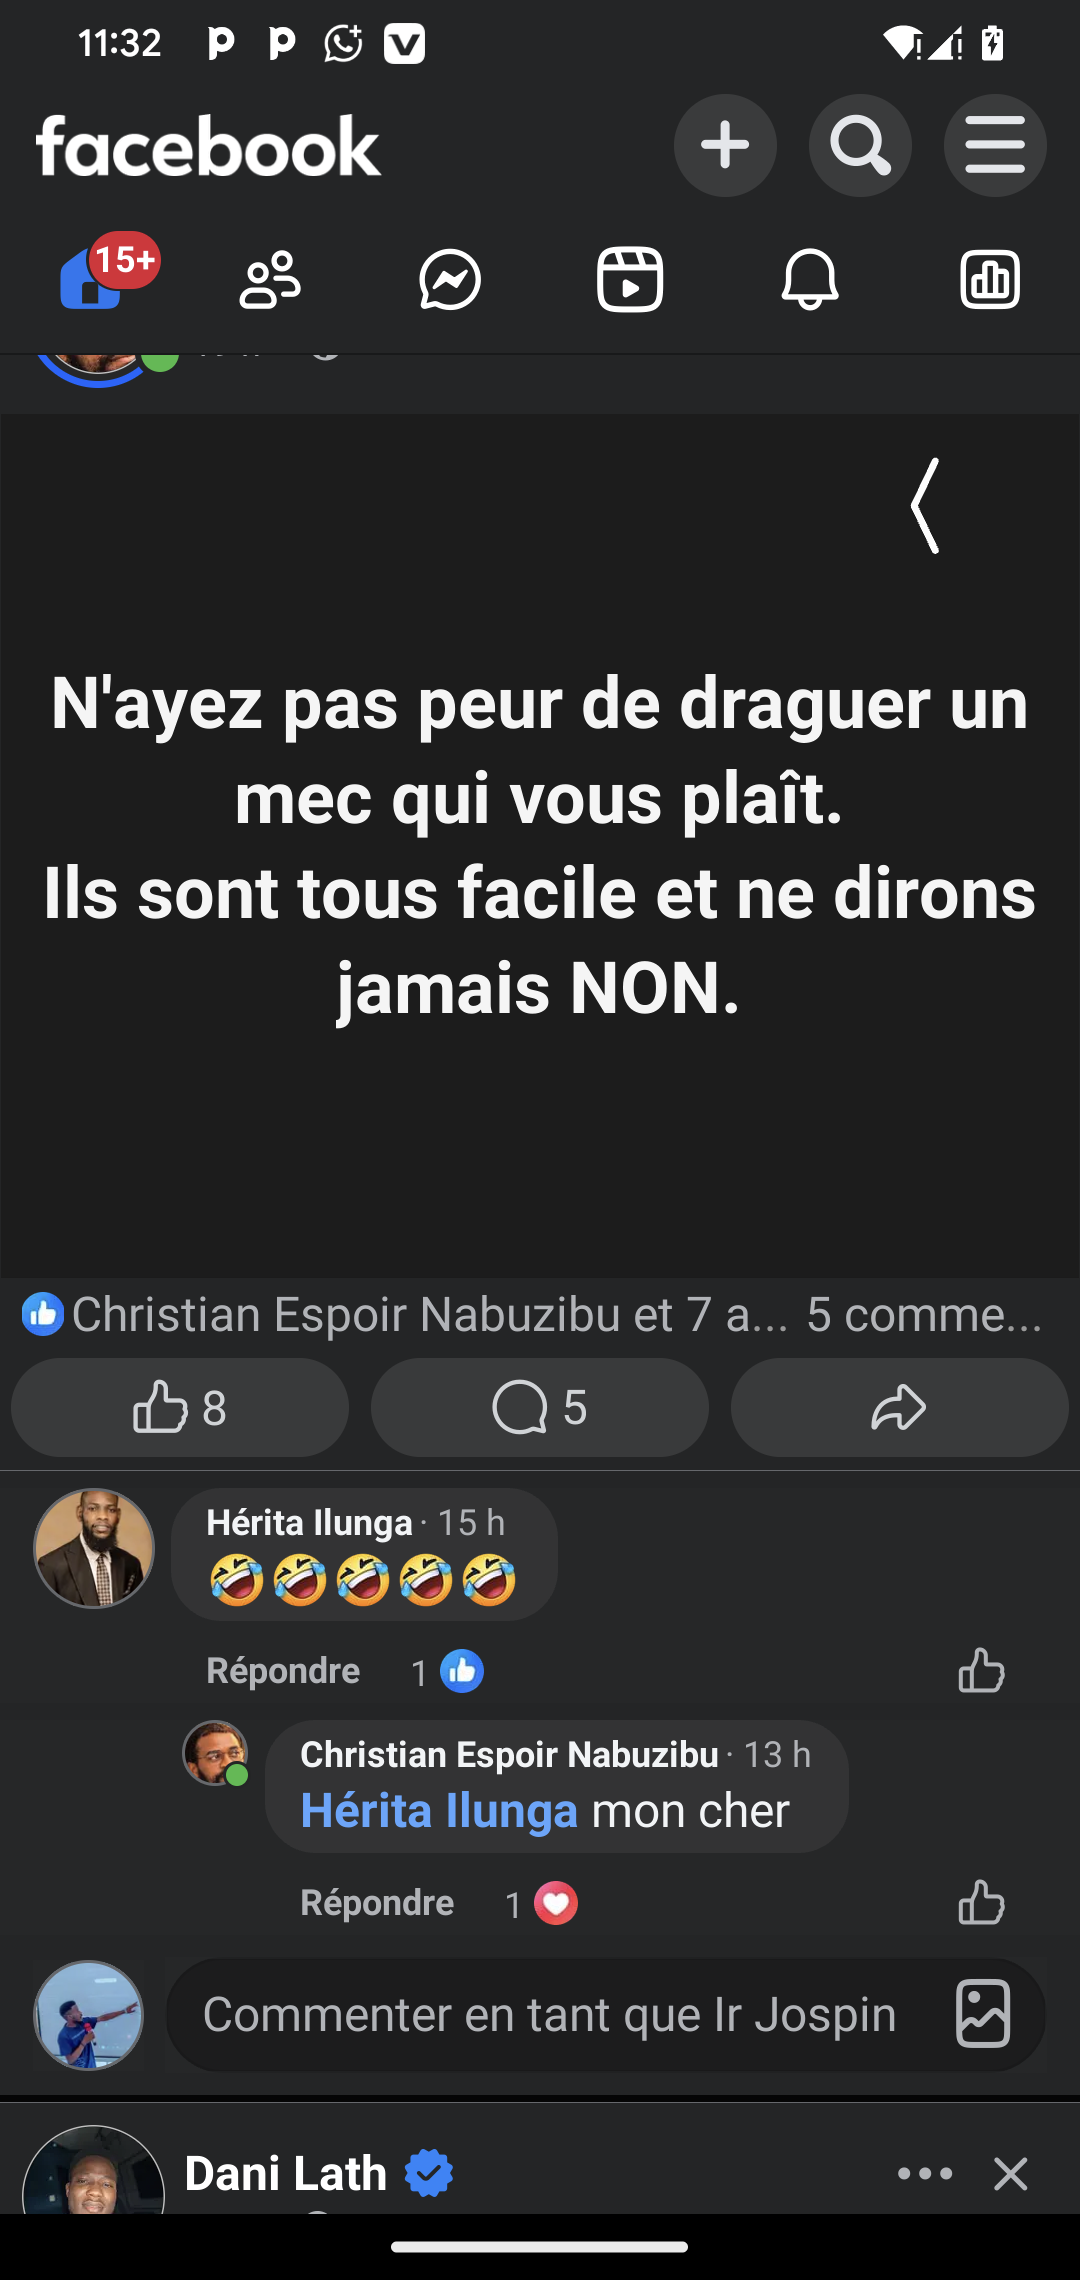 11:32
facebook
15+
N'ayez pas peur de draguer un
mec qui vous plaît.
Ils sont tous facile et ne dirons
jamais NON.
Christian Espoir Nabuzibu et 7 a... 5 comme...
8 5
Hérita Ilunga · 15 h
🤣🤣🤣🤣🤣
Répondre 1
Christian Espoir Nabuzibu · 13 h
Hérita Ilunga mon cher
Répondre 1
Commenter en tant que Ir Jospin
Dani Lath